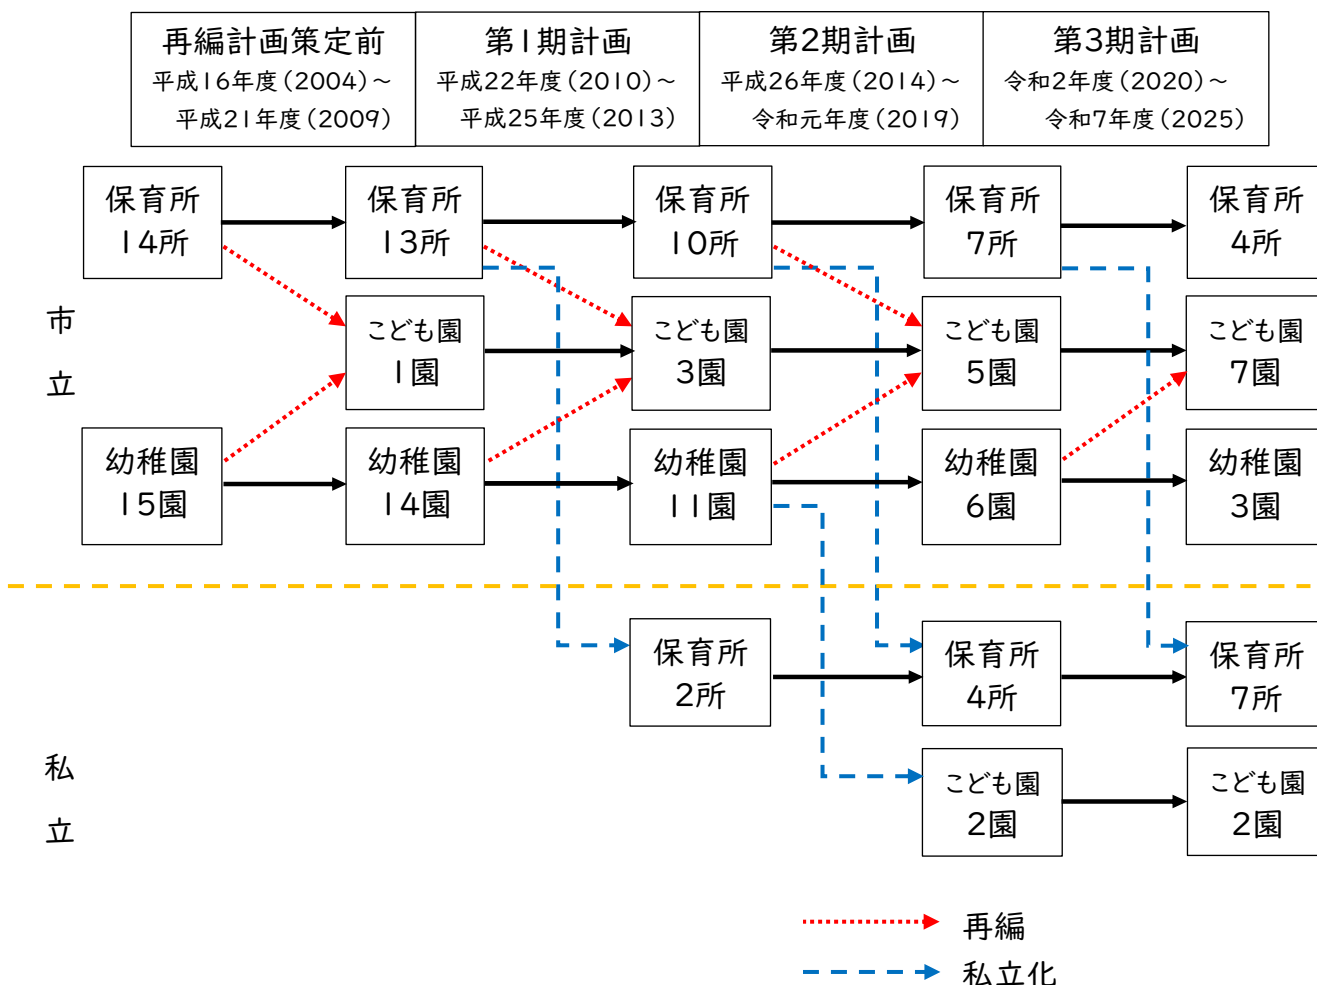 再編計画策定前
平成16年度(2004)～
平成21年度(2009)
第1期計画
平成22年度(2010)～
平成25年度(2013)
第2期計画
平成26年度(2014)～
令和元年度(2019)
第3期計画
令和2年度(2020)～
令和7年度(2025)
市
立
保育所
14所
保育所
13所
保育所
10所
保育所
7所
保育所
4所
こども園
1園
こども園
3園
こども園
5園
こども園
7園
幼稚園
15園
幼稚園
14園
幼稚園
11園
幼稚園
6園
幼稚園
3園
私
立
保育所
2所
保育所
4所
保育所
7所
こども園
2園
こども園
2園
再編
私立化